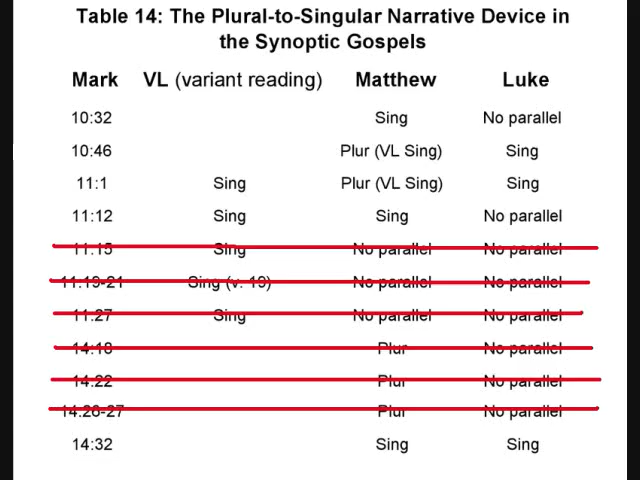 Table 14: The Plural-to-Singular Narrative Device in
the Synoptic Gospels
Mark VL (variant reading) Matthew Luke
10:32 Sing No parallel
10:46 Plur (VL Sing) Sing
11:1 Sing Plur (VL Sing) Sing
11:12 Sing Sing No parallel
11:15 Sing No parallel No parallel
11:19-21 Sing (v. 19) No parallel No parallel
11:27 Sing No parallel No parallel
14:18 Plur No parallel
14:22 Plur No parallel
14:26-27 Plur No parallel
14:32 Sing Sing